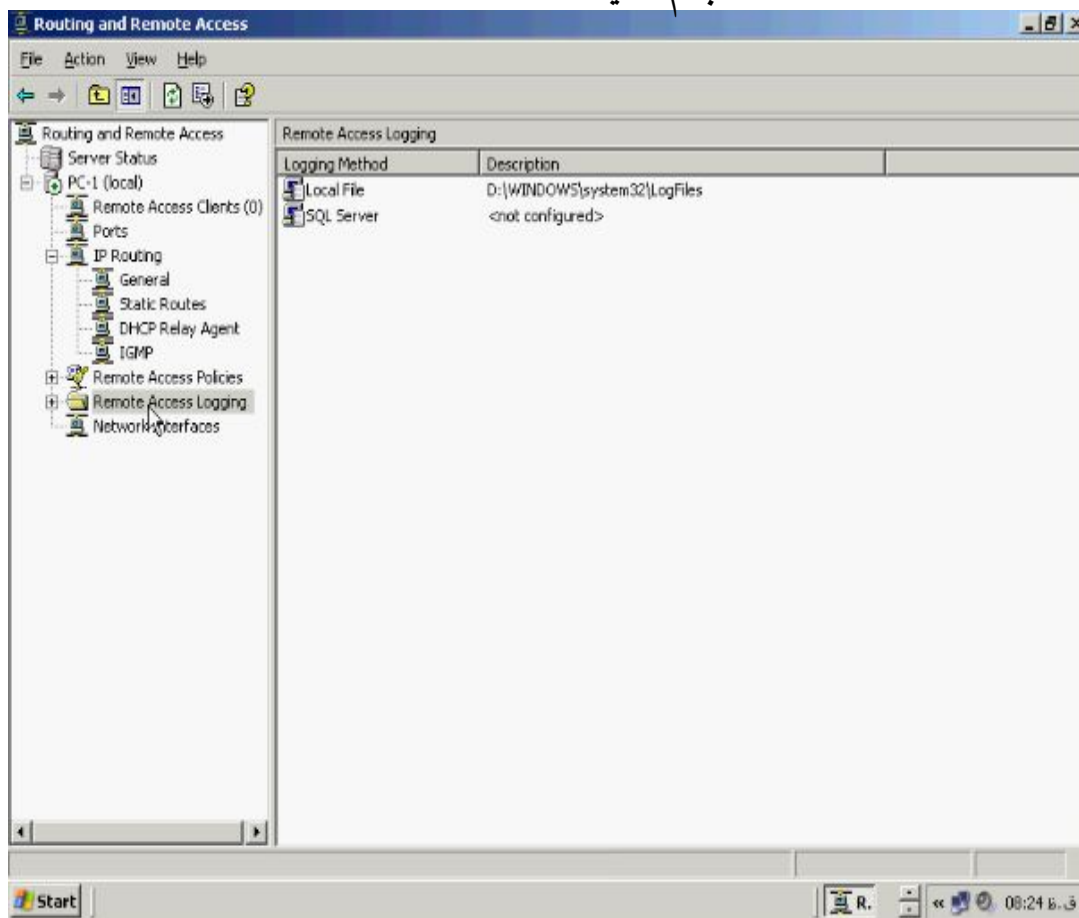 Routing and Remote Access
File Action View Help
Routing and Remote Access
Server Status
PC-1 (local)
Remote Access Clients (0)
Ports
IP Routing
General
Static Routes
DHCP Relay Agent
IGMP
Remote Access Policies
Remote Access Logging
Network Interfaces
Remote Access Logging
Logging Method Description
Local File D:\WINDOWS\system32\LogFiles
SQL Server <not configured>
Start
R.
« 08:24 ق.ظ